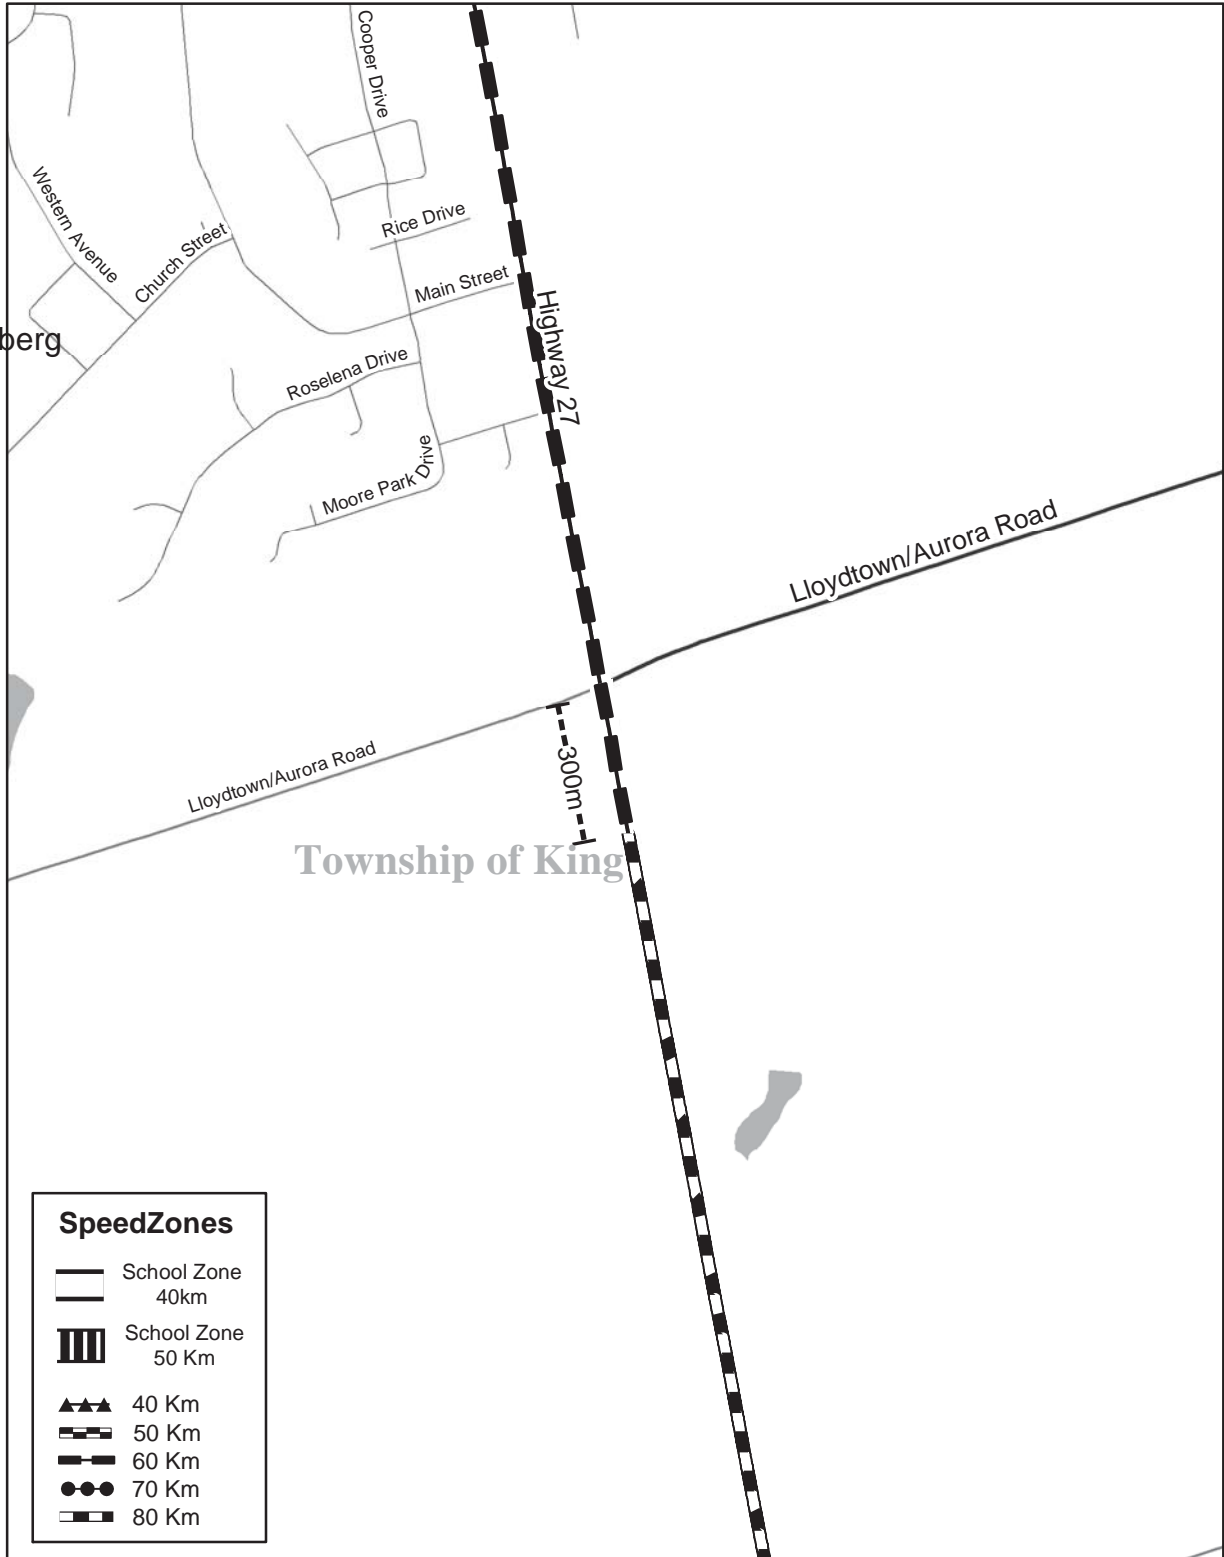 Cooper Drive
Western Avenue
Church Street
Rice Drive
Main Street
Highway 27
berg
Roselena Drive
Moore Park Drive
Lloydtown/Aurora Road
Lloydtown/Aurora Road
300m
Township of King
SpeedZones
School Zone
40km
School Zone
50 Km
40 Km
50 Km
60 Km
70 Km
80 Km